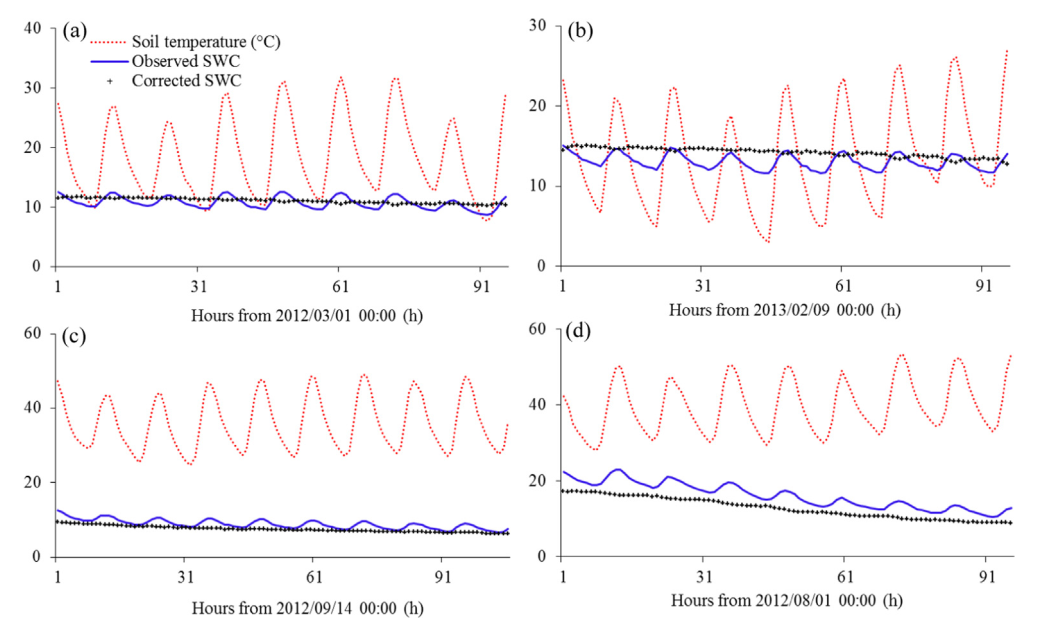 (a)
Soil temperature (°C)
Observed SWC
Corrected SWC
40
30
20
10
0
1 31 61 91
Hours from 2012/03/01 00:00 (h)
(b)
30
20
10
0
1 31 61 91
Hours from 2013/02/09 00:00 (h)
(c)
60
40
20
0
1 31 61 91
Hours from 2012/09/14 00:00 (h)
(d)
60
40
20
0
1 31 61 91
Hours from 2012/08/01 00:00 (h)